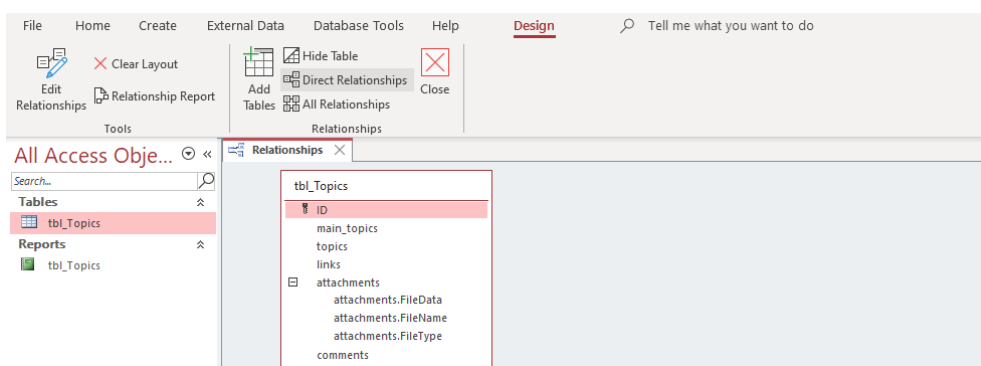 File Home Create External Data Database Tools Help Design Tell me what you want to do
Edit Relationships
Clear Layout
Relationship Report
Tools
Add Tables
Hide Table
Direct Relationships
All Relationships
Close
Relationships
All Access Obje...
Search...
Tables
tbl_Topics
Reports
tbl_Topics
Relationships
tbl_Topics
ID
main_topics
topics
links
attachments
attachments.FileData
attachments.FileName
attachments.FileType
comments